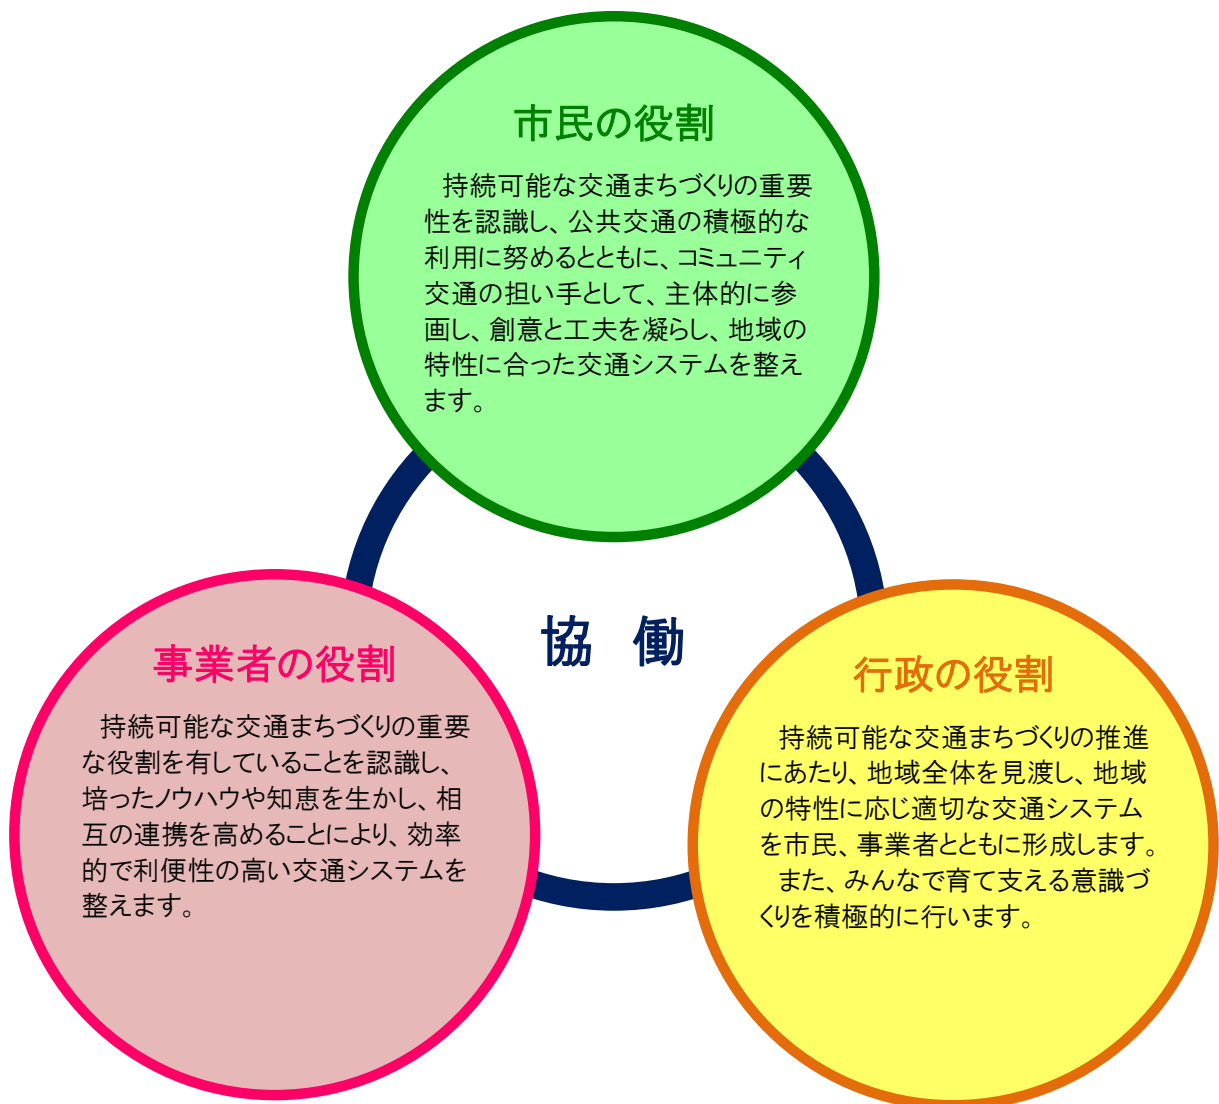 市民の役割
持続可能な交通まちづくりの重要
性を認識し、公共交通の積極的な
利用に努めるとともに、コミュニティ
交通の担い手として、主体的に参
画し、創意と工夫を凝らし、地域の
特性に合った交通システムを整え
ます。
協　働
事業者の役割
持続可能な交通まちづくりの重要
な役割を有していることを認識し、
培ったノウハウや知恵を生かし、相
互の連携を高めることにより、効率
的で利便性の高い交通システムを
整えます。
行政の役割
持続可能な交通まちづくりの推進
にあたり、地域全体を見渡し、地域
の特性に応じ適切な交通システム
を市民、事業者とともに形成します。
また、みんなで育て支える意識づ
くりを積極的に行います。